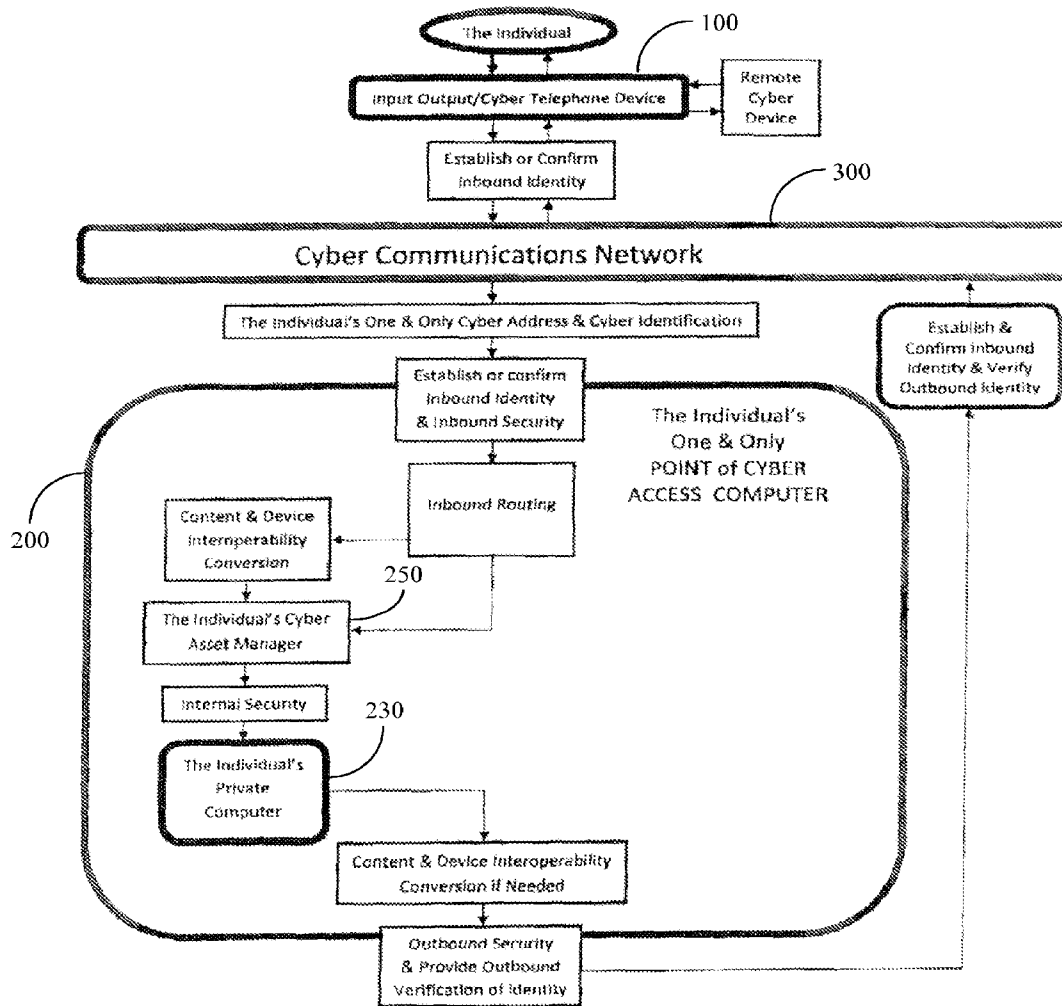 The Individual
100
Input Output/Cyber Telephone Device
Remote
Cyber
Device
Establish or Confirm
Inbound Identity
300
Cyber Communications Network
The Individual's One & Only Cyber Address & Cyber Identification
Establish &
Confirm Inbound
Identity & Verify
Outbound Identity
Establish or confirm
Inbound Identity
& Inbound Security
The Individual's
One & Only
POINT of CYBER
ACCESS COMPUTER
200
Inbound Routing
Content & Device
Interoperability
Conversion
250
The Individual's Cyber
Asset Manager
Internal Security
230
The Individual's
Private
Computer
Content & Device Interoperability
Conversion if Needed
Outbound Security
& Provide Outbound
Verification of Identity